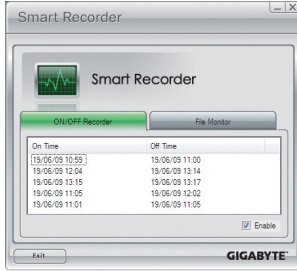 Smart Recorder
Smart Recorder
ON/OFF Recorder File Monitor
On Time Off Time
19/06/09 10:59 19/06/09 11:00
19/06/09 12:04 19/06/09 13:14
19/06/09 13:15 19/06/09 13:17
19/06/09 11:05 19/06/09 12:02
19/06/09 11:01 19/06/09 11:05
Enable
Exit GIGABYTE™